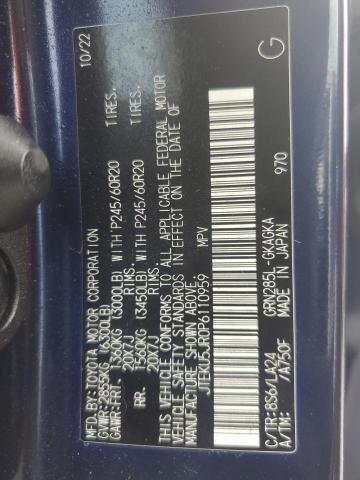 MFD. BY:
TOYOTA MOTOR CORPORATION 10/22
GVWR:2855KG (6300LB)
GAWR:FRT. 1360KG (3000LB) WITH P245/60R20 TIRES.
20X7J RIMS.
RR. 1565KG (3450LB) WITH P245/60R20 TIRES.
20X7J RIMS.
THIS VEHICLE CONFORMS TO ALL APPLICABLE FEDERAL MOTOR
VEHICLE SAFETY STANDARDS IN EFFECT ON THE DATE OF
MANUFACTURE SHOWN ABOVE.
JTEKU5JR0P6110959 MPV
G
C/TR:8S6/LA24 GRN285L-GKAGKA
A/TM: /A750F MADE IN JAPAN 970